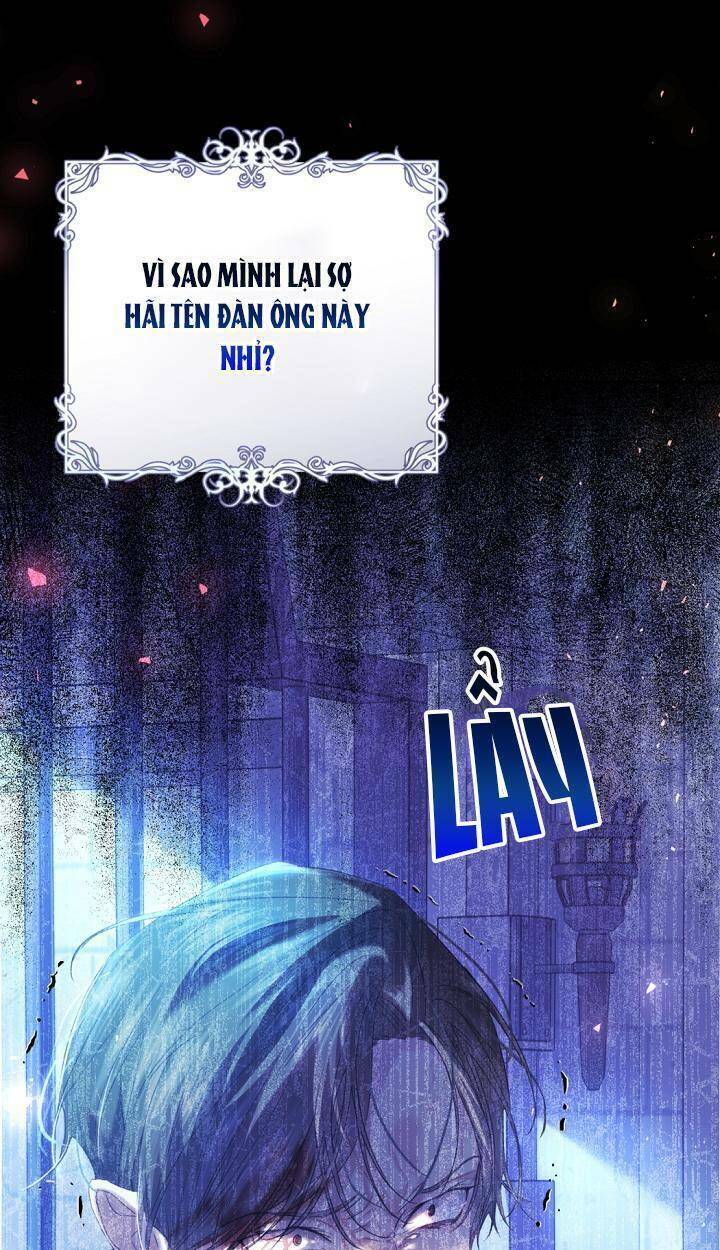 VÌ SAO MÌNH LẠI SỢ
HÃI TÊN ĐÀN ÔNG NÀY
NHỈ?
LẨY